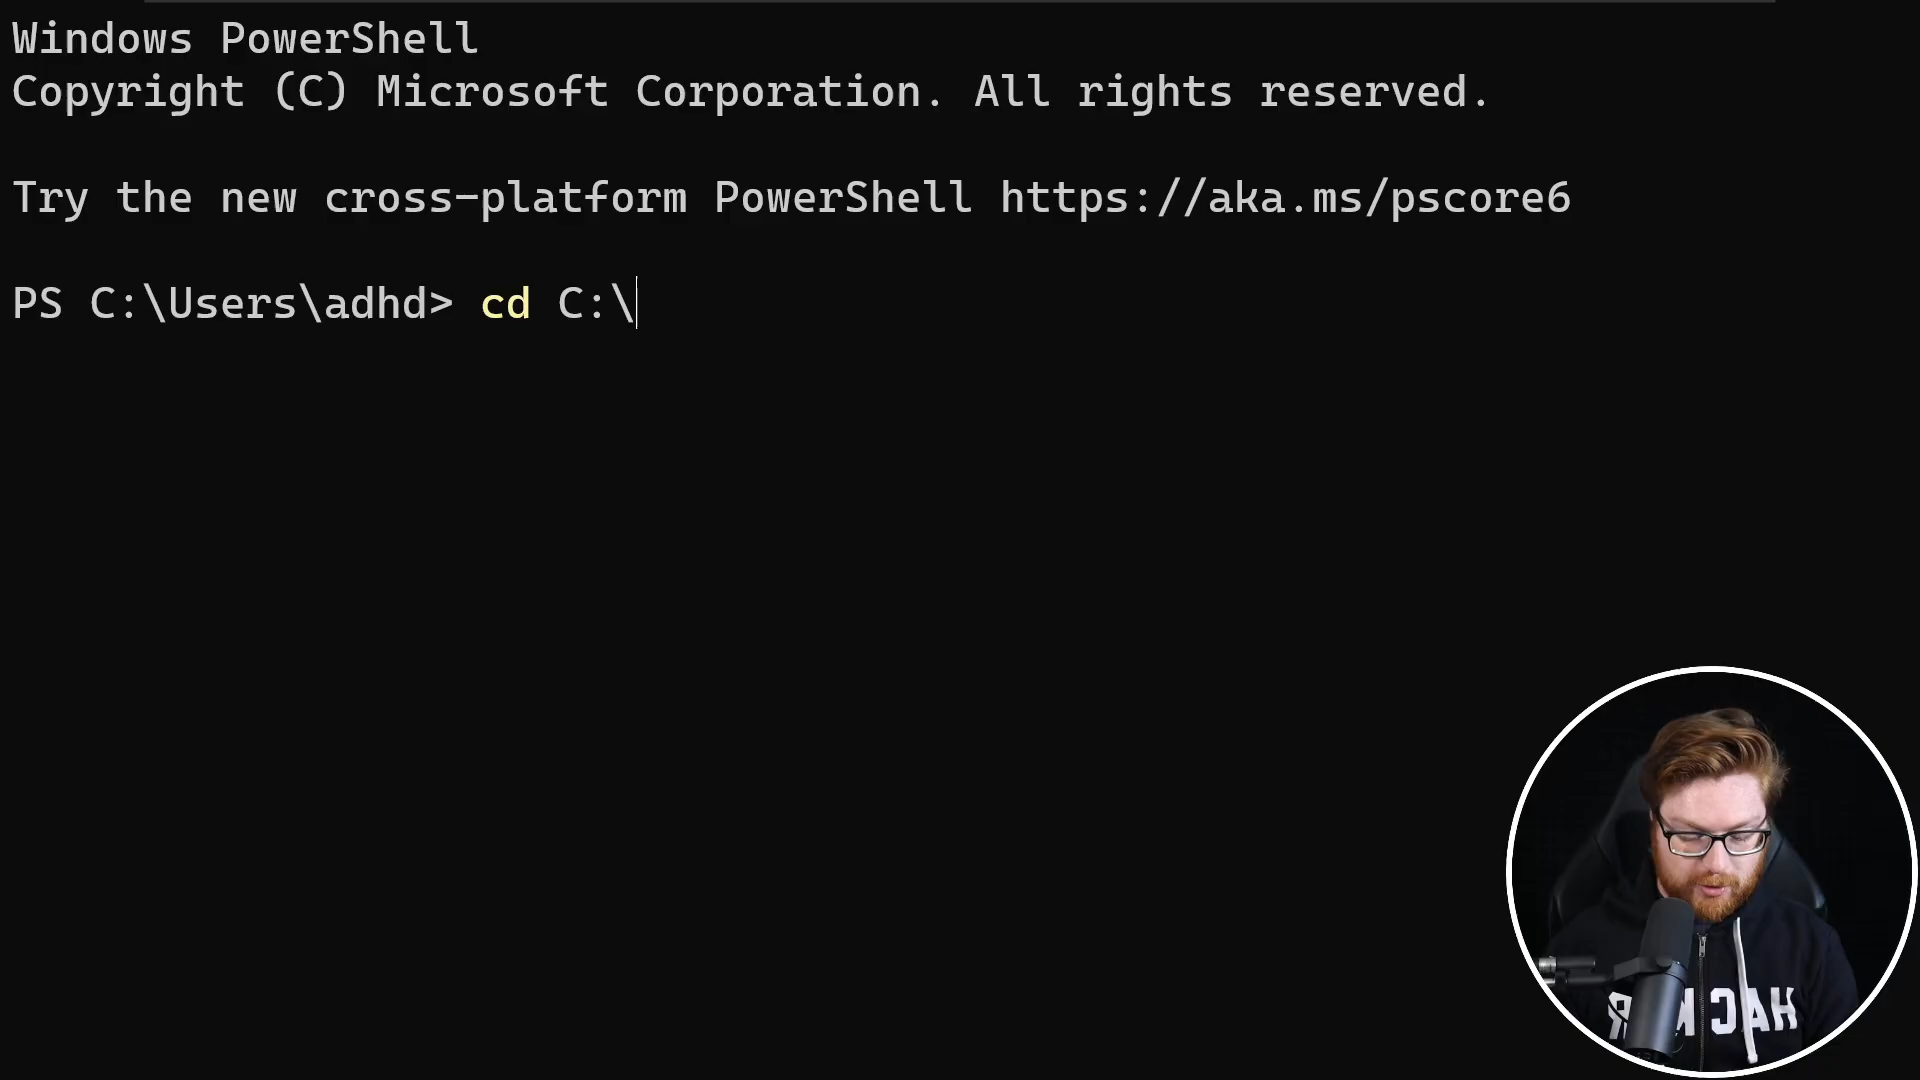 Windows PowerShell
Copyright (C) Microsoft Corporation. All rights reserved.
Try the new cross-platform PowerShell https://aka.ms/pscore6
PS C:\Users\adhd> cd C:\